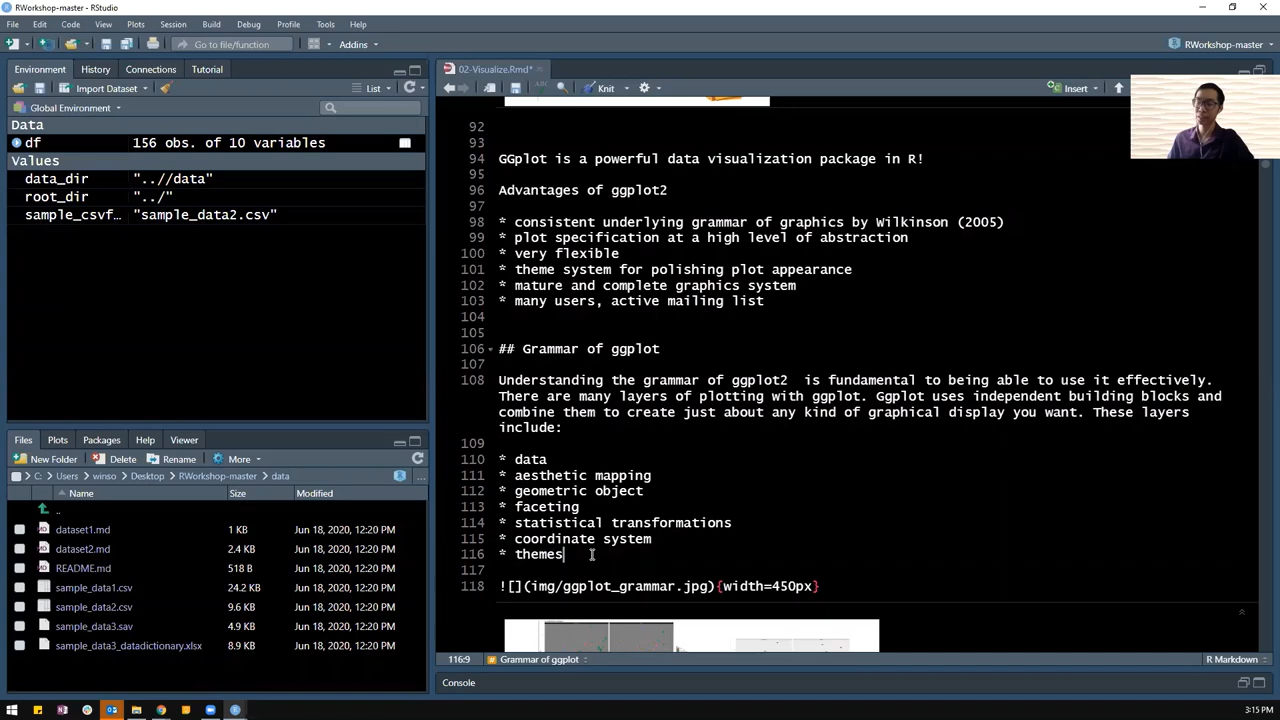 RWorkshop-master - RStudio
File Edit Code View Plots Session Build Debug Profile Tools Help
Go to file/function Addins RWorkshop-master
Environment History Connections Tutorial
Import Dataset List
Global Environment
Data
df 156 obs. of 10 variables
Values
data_dir "..//data"
root_dir "../"
sample_csvf… "sample_data2.csv"
Files Plots Packages Help Viewer
New Folder Delete Rename More
C: Users winso Desktop RWorkshop-master data ...
Name Size Modified
..
dataset1.md 1 KB Jun 18, 2020, 12:20 PM
dataset2.md 2.4 KB Jun 18, 2020, 12:20 PM
README.md 518 B Jun 18, 2020, 12:20 PM
sample_data1.csv 24.2 KB Jun 18, 2020, 12:20 PM
sample_data2.csv 9.6 KB Jun 18, 2020, 12:20 PM
sample_data3.sav 4.9 KB Jun 18, 2020, 12:20 PM
sample_data3_datadictionary.xlsx 8.9 KB Jun 18, 2020, 12:20 PM
02-Visualize.Rmd*
Knit Insert
92
93
94 GGplot is a powerful data visualization package in R!
95
96 Advantages of ggplot2
97
98 * consistent underlying grammar of graphics by Wilkinson (2005)
99 * plot specification at a high level of abstraction
100 * very flexible
101 * theme system for polishing plot appearance
102 * mature and complete graphics system
103 * many users, active mailing list
104
105
106 ## Grammar of ggplot
107
108 Understanding the grammar of ggplot2  is fundamental to being able to use it effectively.
There are many layers of plotting with ggplot. Ggplot uses independent building blocks and
combine them to create just about any kind of graphical display you want. These layers
include:
109
110 * data
111 * aesthetic mapping
112 * geometric object
113 * faceting
114 * statistical transformations
115 * coordinate system
116 * themes
117
118 ![](img/ggplot_grammar.jpg){width=450px}
116:9 Grammar of ggplot R Markdown
Console
3:15 PM